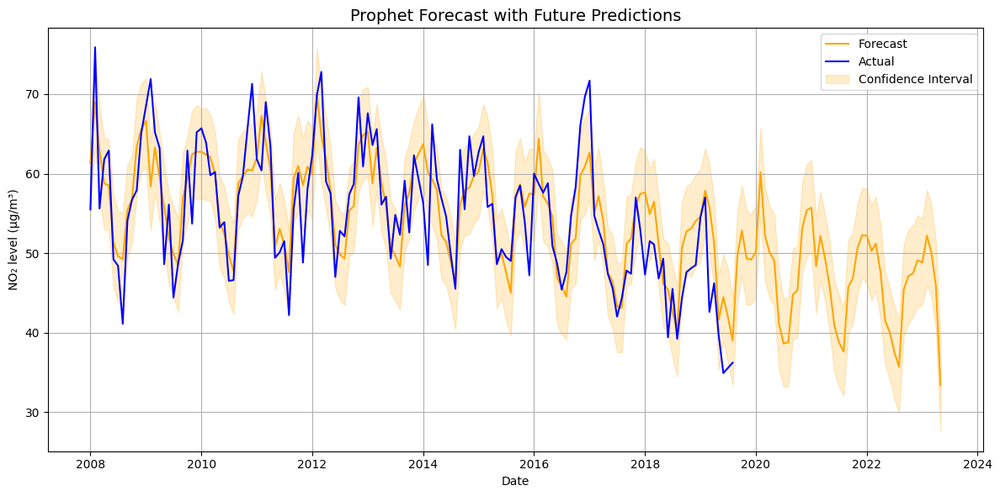 Prophet Forecast with Future Predictions
Forecast
Actual
Confidence Interval
NO₂ level (µg/m³)
70
60
50
40
30
2008
2010
2012
2014
2016
2018
2020
2022
2024
Date